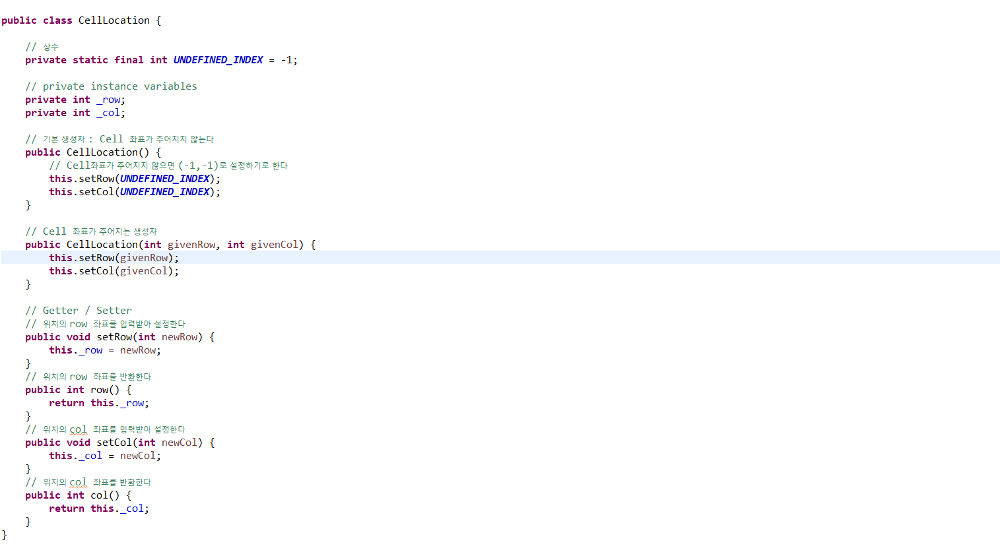 public class CellLocation {
// 상수
private static final int UNDEFINED_INDEX = -1;
// private instance variables
private int _row;
private int _col;
// 기본 생성자 : Cell 좌표가 주어지지 않는다
public CellLocation() {
// Cell좌표가 주어지지 않으면 (-1,-1)로 설정하기로 한다
this.setRow(UNDEFINED_INDEX);
this.setCol(UNDEFINED_INDEX);
}
// Cell 좌표가 주어지는 생성자
public CellLocation(int givenRow, int givenCol) {
this.setRow(givenRow);
this.setCol(givenCol);
}
// Getter / Setter
// 위치의 row 좌표를 입력받아 설정한다
public void setRow(int newRow) {
this._row = newRow;
}
// 위치의 row 좌표를 반환한다
public int row() {
return this._row;
}
// 위치의 col 좌표를 입력받아 설정한다
public void setCol(int newCol) {
this._col = newCol;
}
// 위치의 col 좌표를 반환한다
public int col() {
return this._col;
}
}